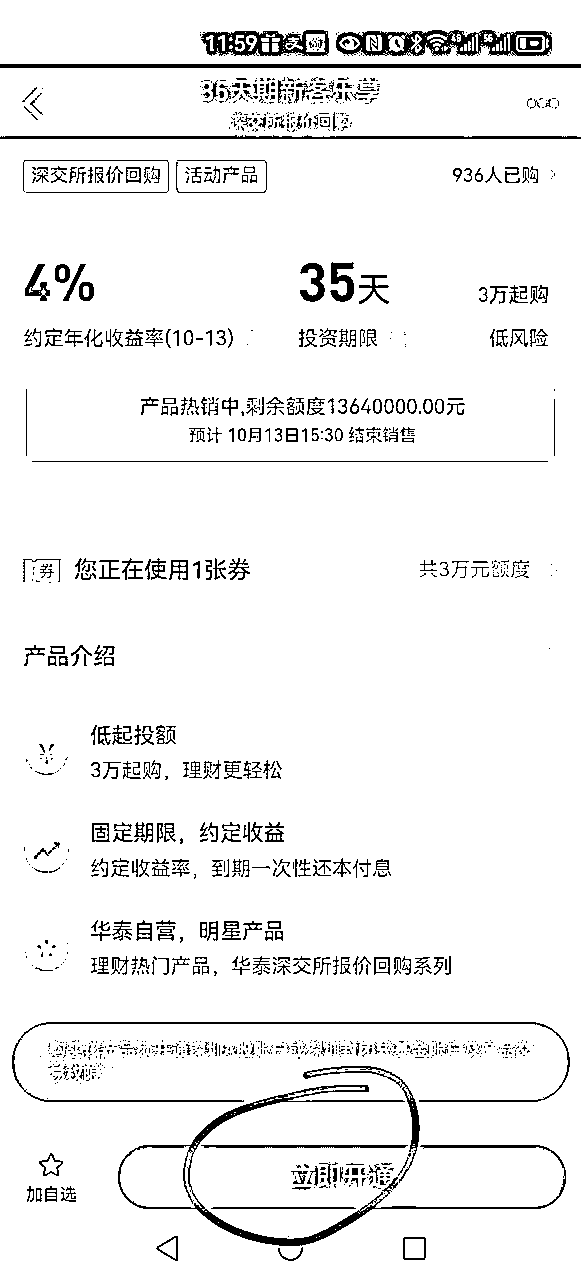 11:59
36天期新客乐享
深交所报价回购
深交所报价回购 活动产品 936人已购
4% 35天 3万起购
约定年化收益率(10-13) 投资期限 低风险
产品热销中,剩余额度13640000.00元
预计 10月13日15:30 结束销售
券 您正在使用1张券 共3万元额度
产品介绍
低起投额
3万起购，理财更轻松
固定期限，约定收益
约定收益率，到期一次性还本付息
华泰自营，明星产品
理财热门产品，华泰深交所报价回购系列
加自选 立即开通